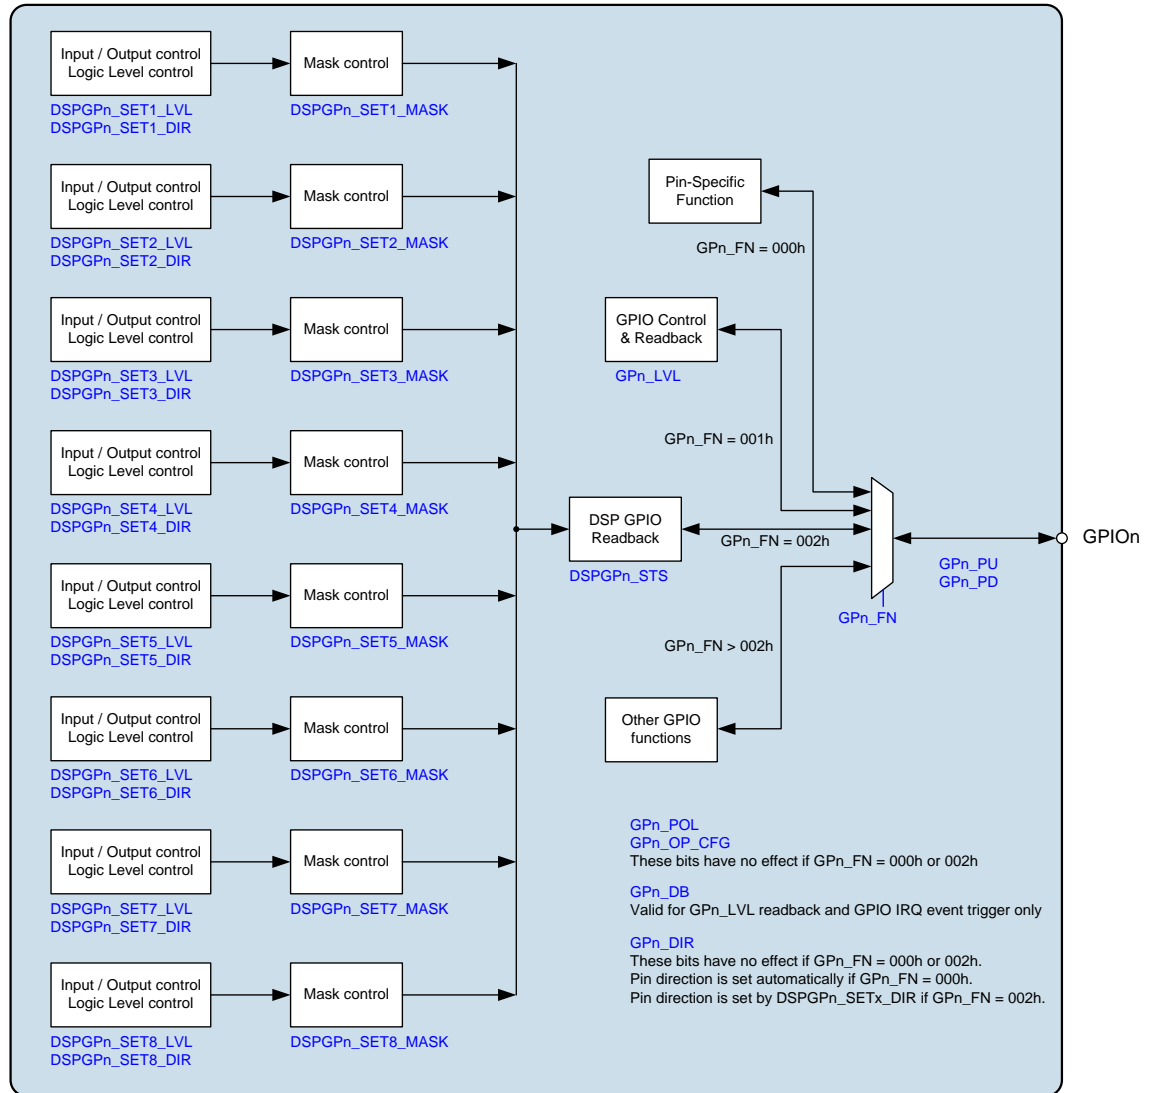 Input / Output control
Logic Level control
DSPGPn_SET1_LVL
DSPGPn_SET1_DIR
Mask control
DSPGPn_SET1_MASK
Input / Output control
Logic Level control
DSPGPn_SET2_LVL
DSPGPn_SET2_DIR
Mask control
DSPGPn_SET2_MASK
Input / Output control
Logic Level control
DSPGPn_SET3_LVL
DSPGPn_SET3_DIR
Mask control
DSPGPn_SET3_MASK
Input / Output control
Logic Level control
DSPGPn_SET4_LVL
DSPGPn_SET4_DIR
Mask control
DSPGPn_SET4_MASK
Input / Output control
Logic Level control
DSPGPn_SET5_LVL
DSPGPn_SET5_DIR
Mask control
DSPGPn_SET5_MASK
Input / Output control
Logic Level control
DSPGPn_SET6_LVL
DSPGPn_SET6_DIR
Mask control
DSPGPn_SET6_MASK
Input / Output control
Logic Level control
DSPGPn_SET7_LVL
DSPGPn_SET7_DIR
Mask control
DSPGPn_SET7_MASK
Input / Output control
Logic Level control
DSPGPn_SET8_LVL
DSPGPn_SET8_DIR
Mask control
DSPGPn_SET8_MASK
Pin-Specific
Function
GPn_FN = 000h
GPIO Control
& Readback
GPn_LVL
GPn_FN = 001h
DSP GPIO
Readback
DSPGPn_STS
GPn_FN = 002h
GPn_FN > 002h
Other GPIO
functions
GPn_FN
GPn_PU
GPn_PD
GPIOn
GPn_POL
GPn_OP_CFG
These bits have no effect if GPn_FN = 000h or 002h
GPn_DB
Valid for GPn_LVL readback and GPIO IRQ event trigger only
GPn_DIR
These bits have no effect if GPn_FN = 000h or 002h.
Pin direction is set automatically if GPn_FN = 000h.
Pin direction is set by DSPGPn_SETx_DIR if GPn_FN = 002h.